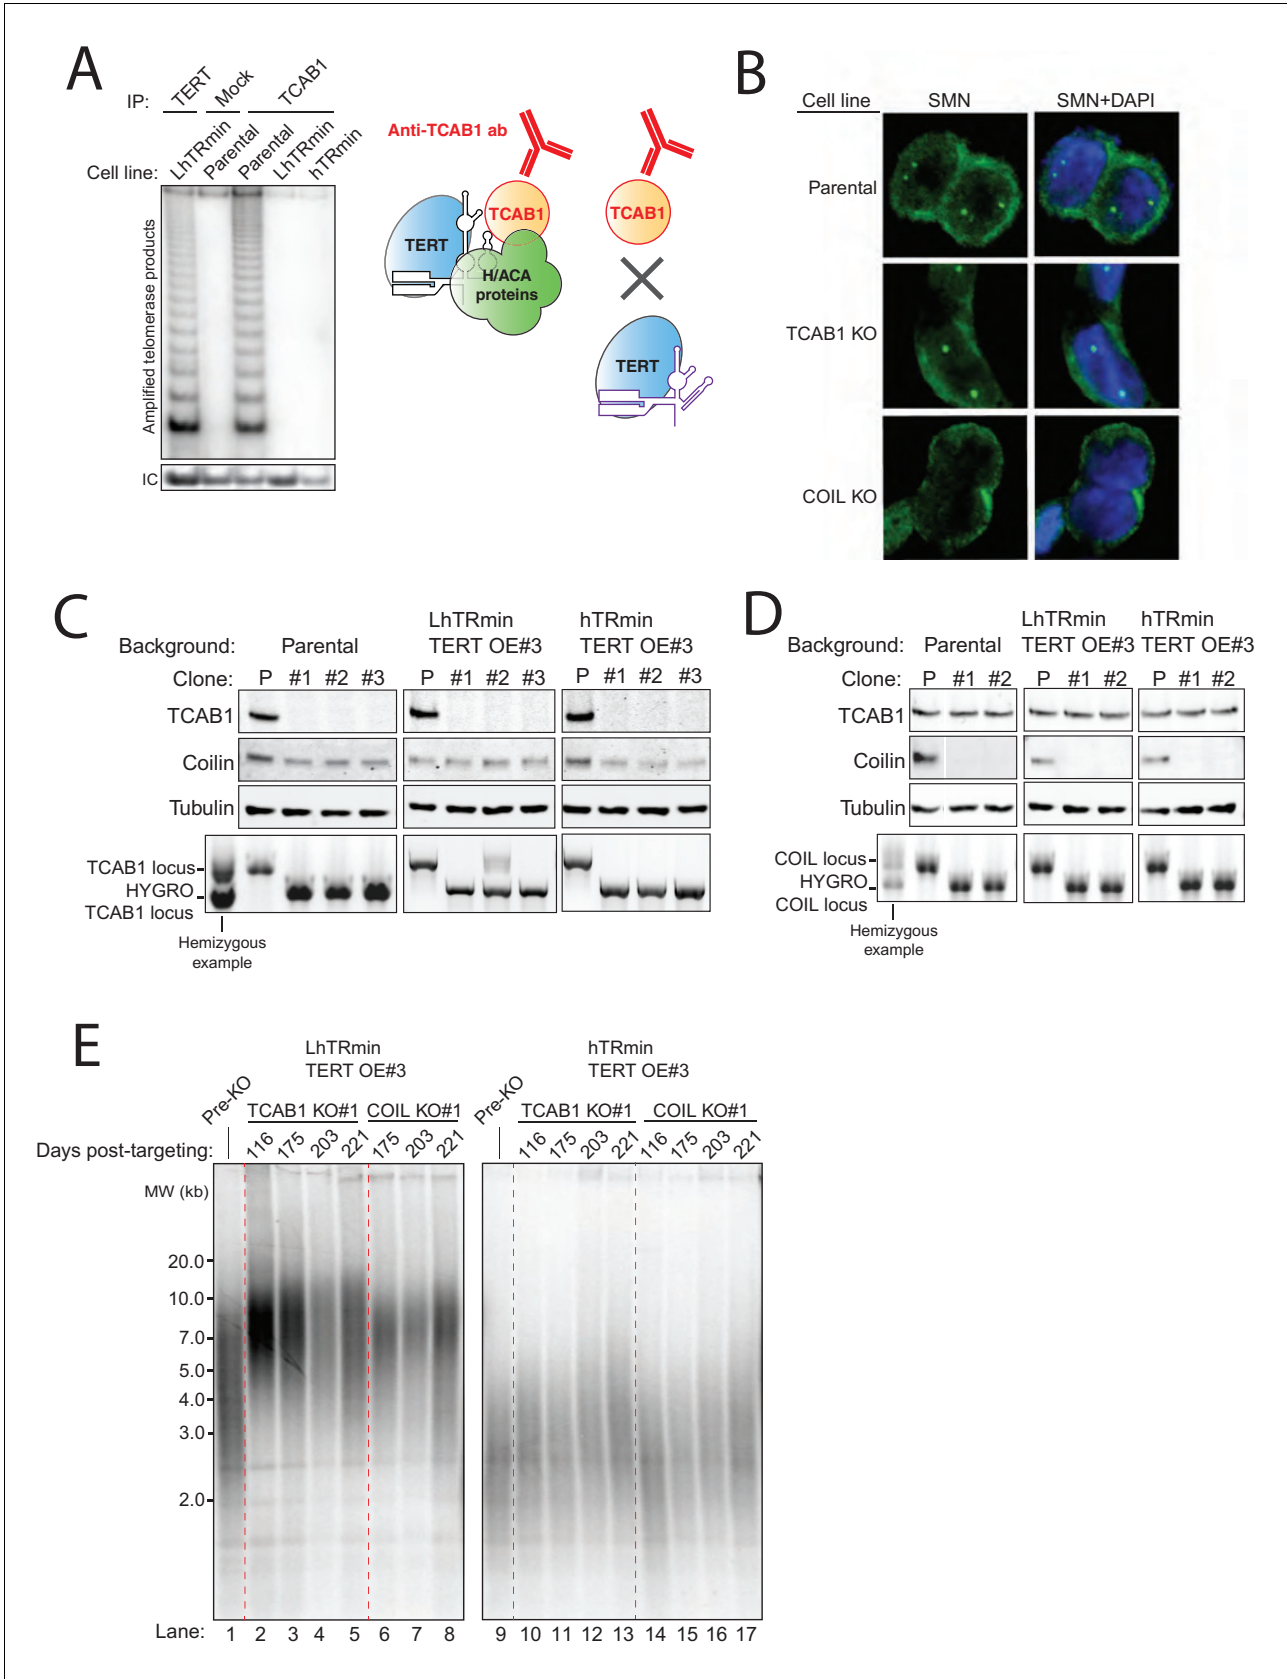 A
IP: TERT Mock TCAB1
Cell line: LhTRmin Parental Parental LhTRmin hTRmin
Amplified telomerase products
IC
Anti-TCAB1 ab
TCAB1
TERT
H/ACA
proteins
TCAB1
TERT
B
Cell line SMN SMN+DAPI
Parental
TCAB1 KO
COIL KO
C
LhTRmin hTRmin
Background: Parental TERT OE#3 TERT OE#3
Clone: P #1 #2 #3 P #1 #2 #3 P #1 #2 #3
TCAB1
Coilin
Tubulin
TCAB1 locus
HYGRO
TCAB1 locus
Hemizygous
example
D
LhTRmin hTRmin
Background: Parental TERT OE#3 TERT OE#3
Clone: P #1 #2 P #1 #2 P #1 #2
TCAB1
Coilin
Tubulin
COIL locus
HYGRO
COIL locus
Hemizygous
example
E
LhTRmin hTRmin
TERT OE#3 TERT OE#3
Pre-KO TCAB1 KO#1 COIL KO#1 Pre-KO TCAB1 KO#1 COIL KO#1
Days post-targeting: 116 175 203 221 175 203 221 116 175 203 221 116 175 203 221
MW (kb)
20.0
10.0
7.0
5.0
4.0
3.0
2.0
Lane: 1 2 3 4 5 6 7 8 9 10 11 12 13 14 15 16 17